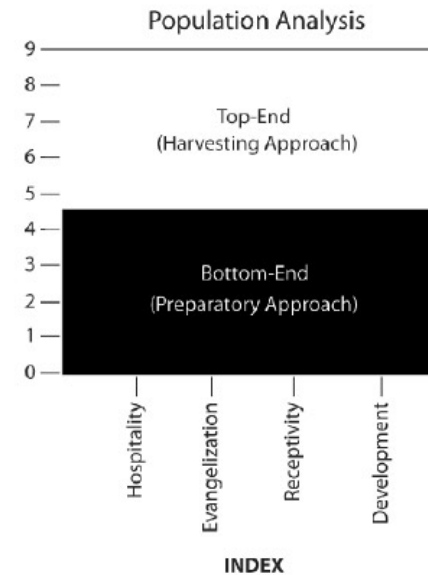 Population Analysis
9
8
7
6
5
4
3
2
1
0
Top-End
(Harvesting Approach)
Bottom-End
(Preparatory Approach)
Hospitality
Evangelization
Receptivity
Development
INDEX